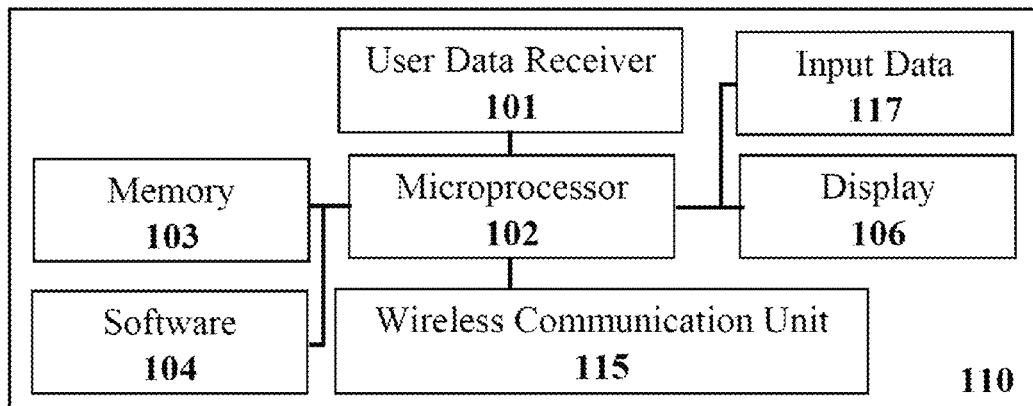 User Data Receiver
101
Input Data
117
Memory
103
Microprocessor
102
Display
106
Software
104
Wireless Communication Unit
115
110